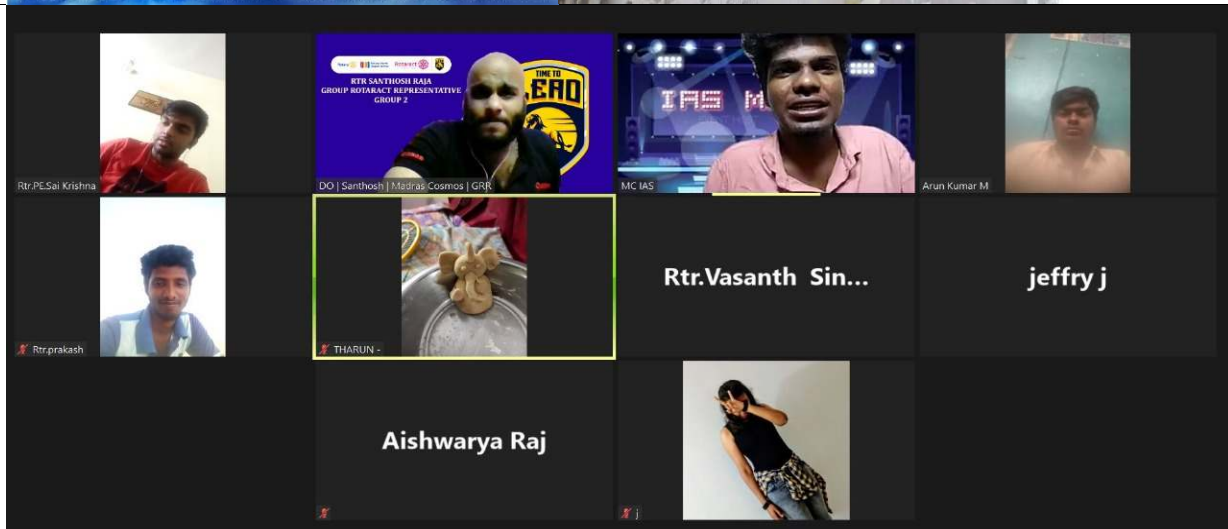 Rotaract
RTR SANTHOSH RAJA
GROUP ROTARACT REPRESENTATIVE
GROUP 2
TIME TO
LEAD
IAS M
Rtr.PE.Sai Krishna
DO | Santhosh | Madras Cosmos | GRR
MC IAS
Arun Kumar M
Rtr.prakash
THARUN -
Rtr.Vasanth Sin...
jeffry j
Aishwarya Raj
j